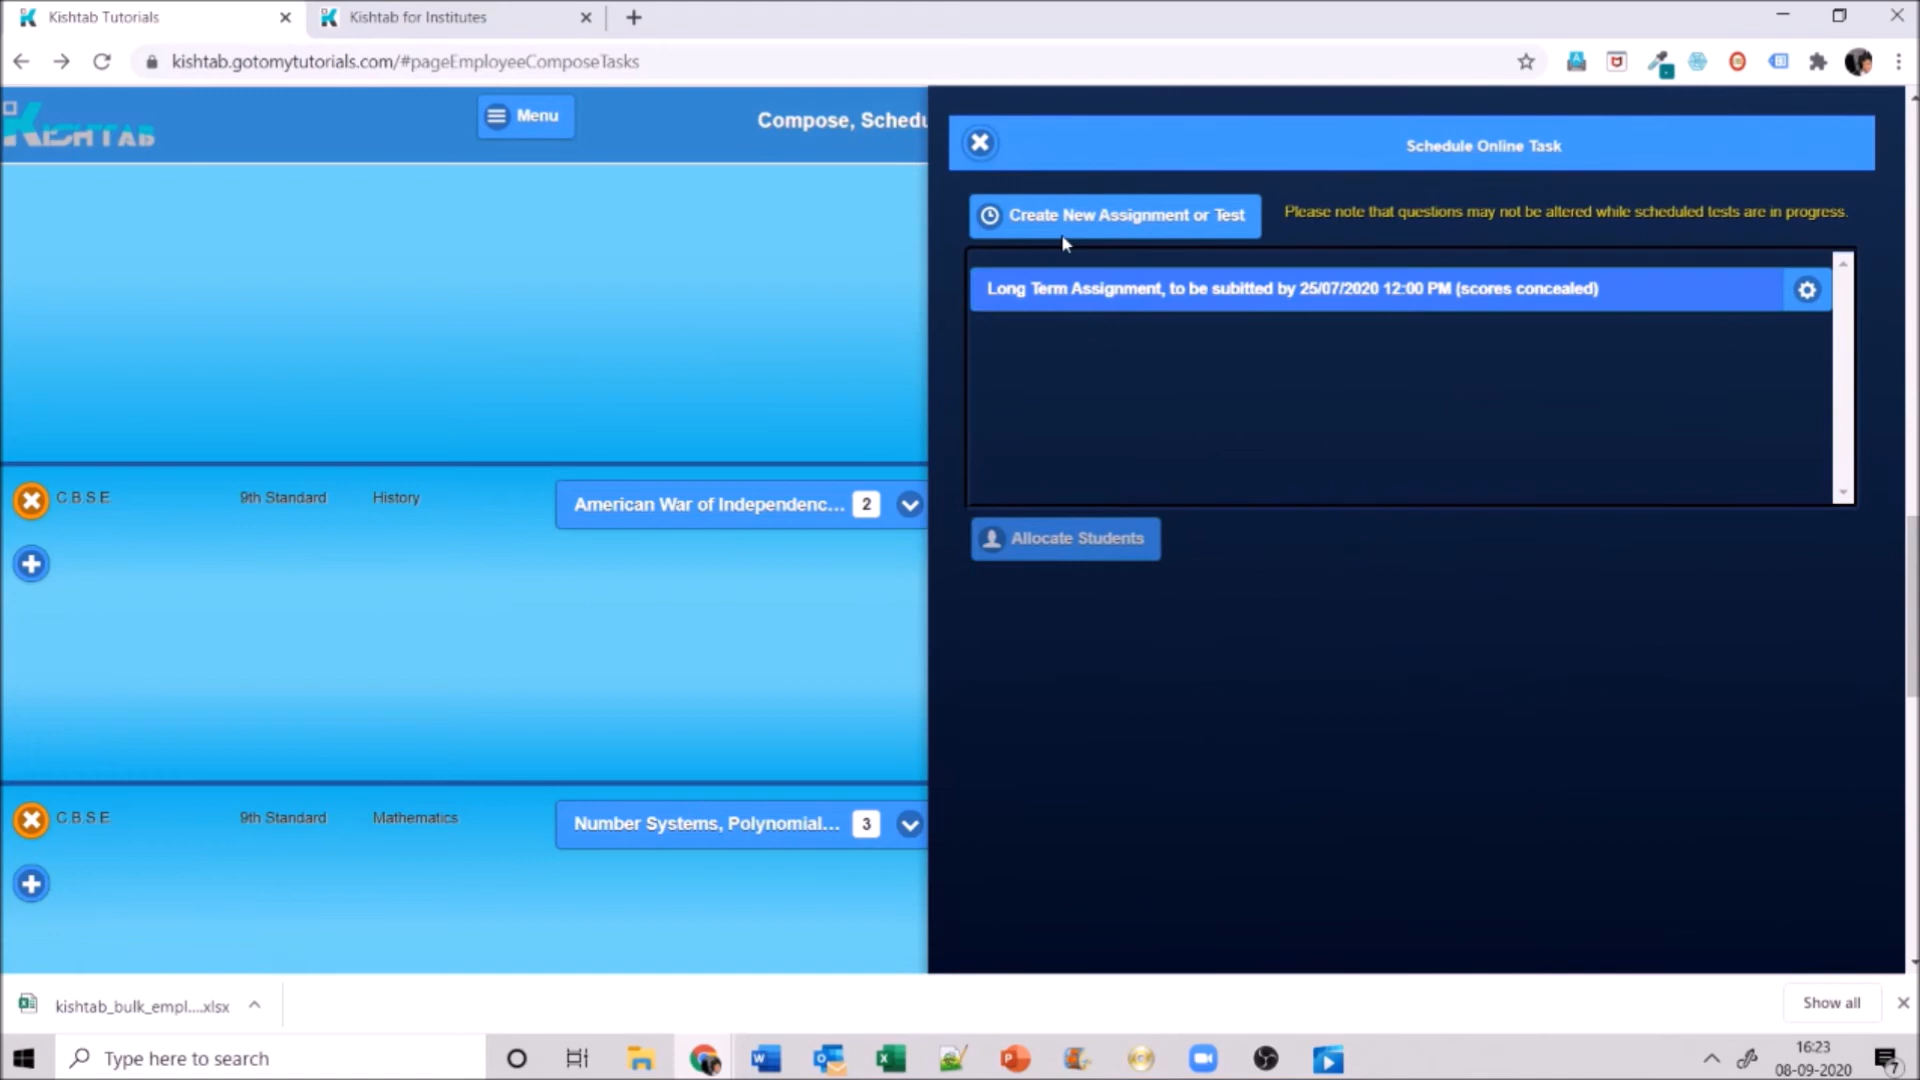 Kishtab Tutorials
Kishtab for Institutes
kishtab.gotomytutorials.com/#pageEmployeeComposeTasks
KISHTAB
Menu
Compose, Schedu
Schedule Online Task
Create New Assignment or Test
Please note that questions may not be altered while scheduled tests are in progress.
Long Term Assignment, to be subitted by 25/07/2020 12:00 PM (scores concealed)
Allocate Students
C.B.S.E. 9th Standard History American War of Independenc... 2
C.B.S.E. 9th Standard Mathematics Number Systems, Polynomial... 3
kishtab_bulk_empl....xlsx
Show all
Type here to search
16:23
08-09-2020
7